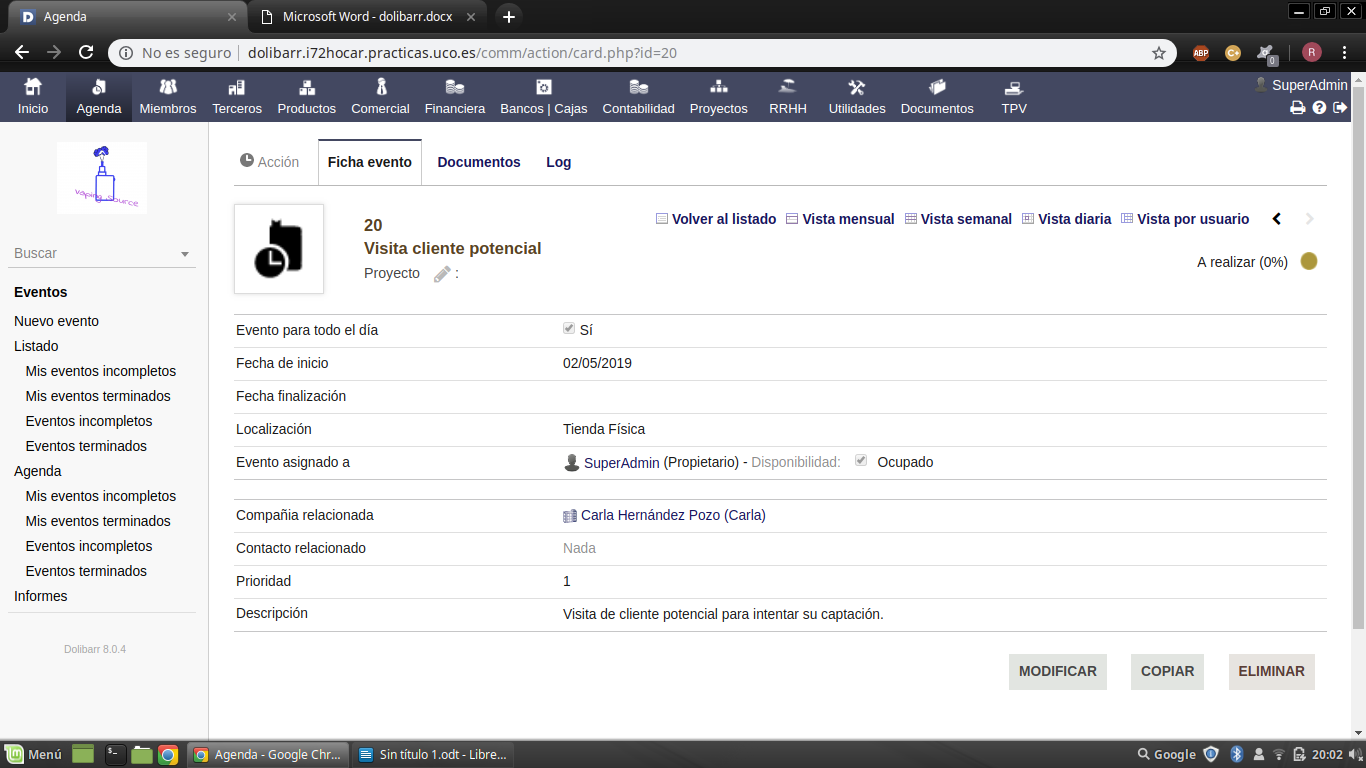 Agenda
Microsoft Word - dolibarr.docx
No es seguro
dolibarr.i72hocar.practicas.uco.es/comm/action/card.php?id=20
ABP
C+
0
R
Inicio
Agenda
Miembros
Terceros
Productos
Comercial
Financiera
Bancos | Cajas
Contabilidad
Proyectos
RRHH
Utilidades
Documentos
TPV
SuperAdmin
vaping source
Buscar
Eventos
Nuevo evento
Listado
Mis eventos incompletos
Mis eventos terminados
Eventos incompletos
Eventos terminados
Agenda
Mis eventos incompletos
Mis eventos terminados
Eventos incompletos
Eventos terminados
Informes
Dolibarr 8.0.4
Acción
Ficha evento
Documentos
Log
20
Visita cliente potencial
Proyecto :
Volver al listado
Vista mensual
Vista semanal
Vista diaria
Vista por usuario
A realizar (0%)
Evento para todo el día Sí
Fecha de inicio 02/05/2019
Fecha finalización
Localización Tienda Física
Evento asignado a SuperAdmin (Propietario) - Disponibilidad: Ocupado
Compañia relacionada Carla Hernández Pozo (Carla)
Contacto relacionado Nada
Prioridad 1
Descripción Visita de cliente potencial para intentar su captación.
MODIFICAR
COPIAR
ELIMINAR
Menú
Agenda - Google Chr...
Sin título 1.odt - Libre...
Google
20:02